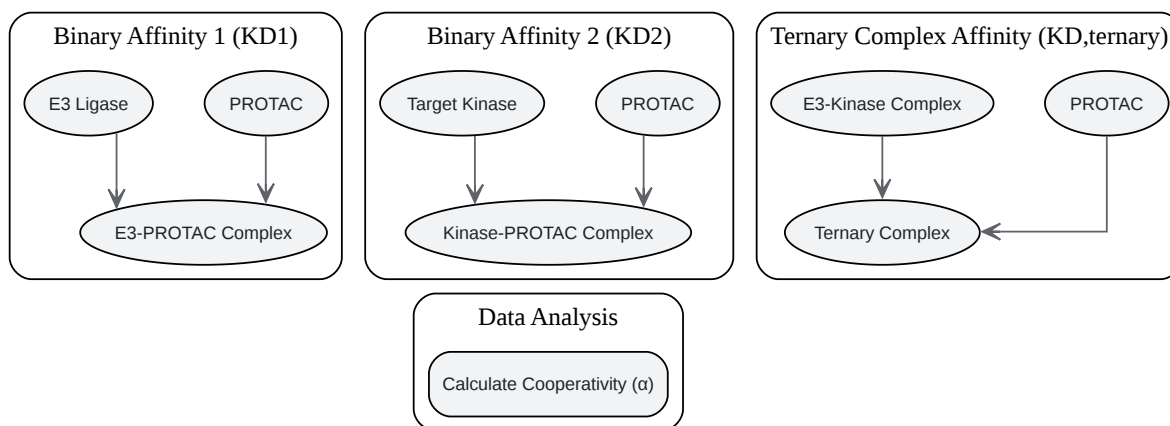 Binary Affinity 1 (KD1)
E3 Ligase
PROTAC
E3-PROTAC Complex
Binary Affinity 2 (KD2)
Target Kinase
PROTAC
Kinase-PROTAC Complex
Ternary Complex Affinity (KD,ternary)
E3-Kinase Complex
PROTAC
Ternary Complex
Data Analysis
Calculate Cooperativity (α)